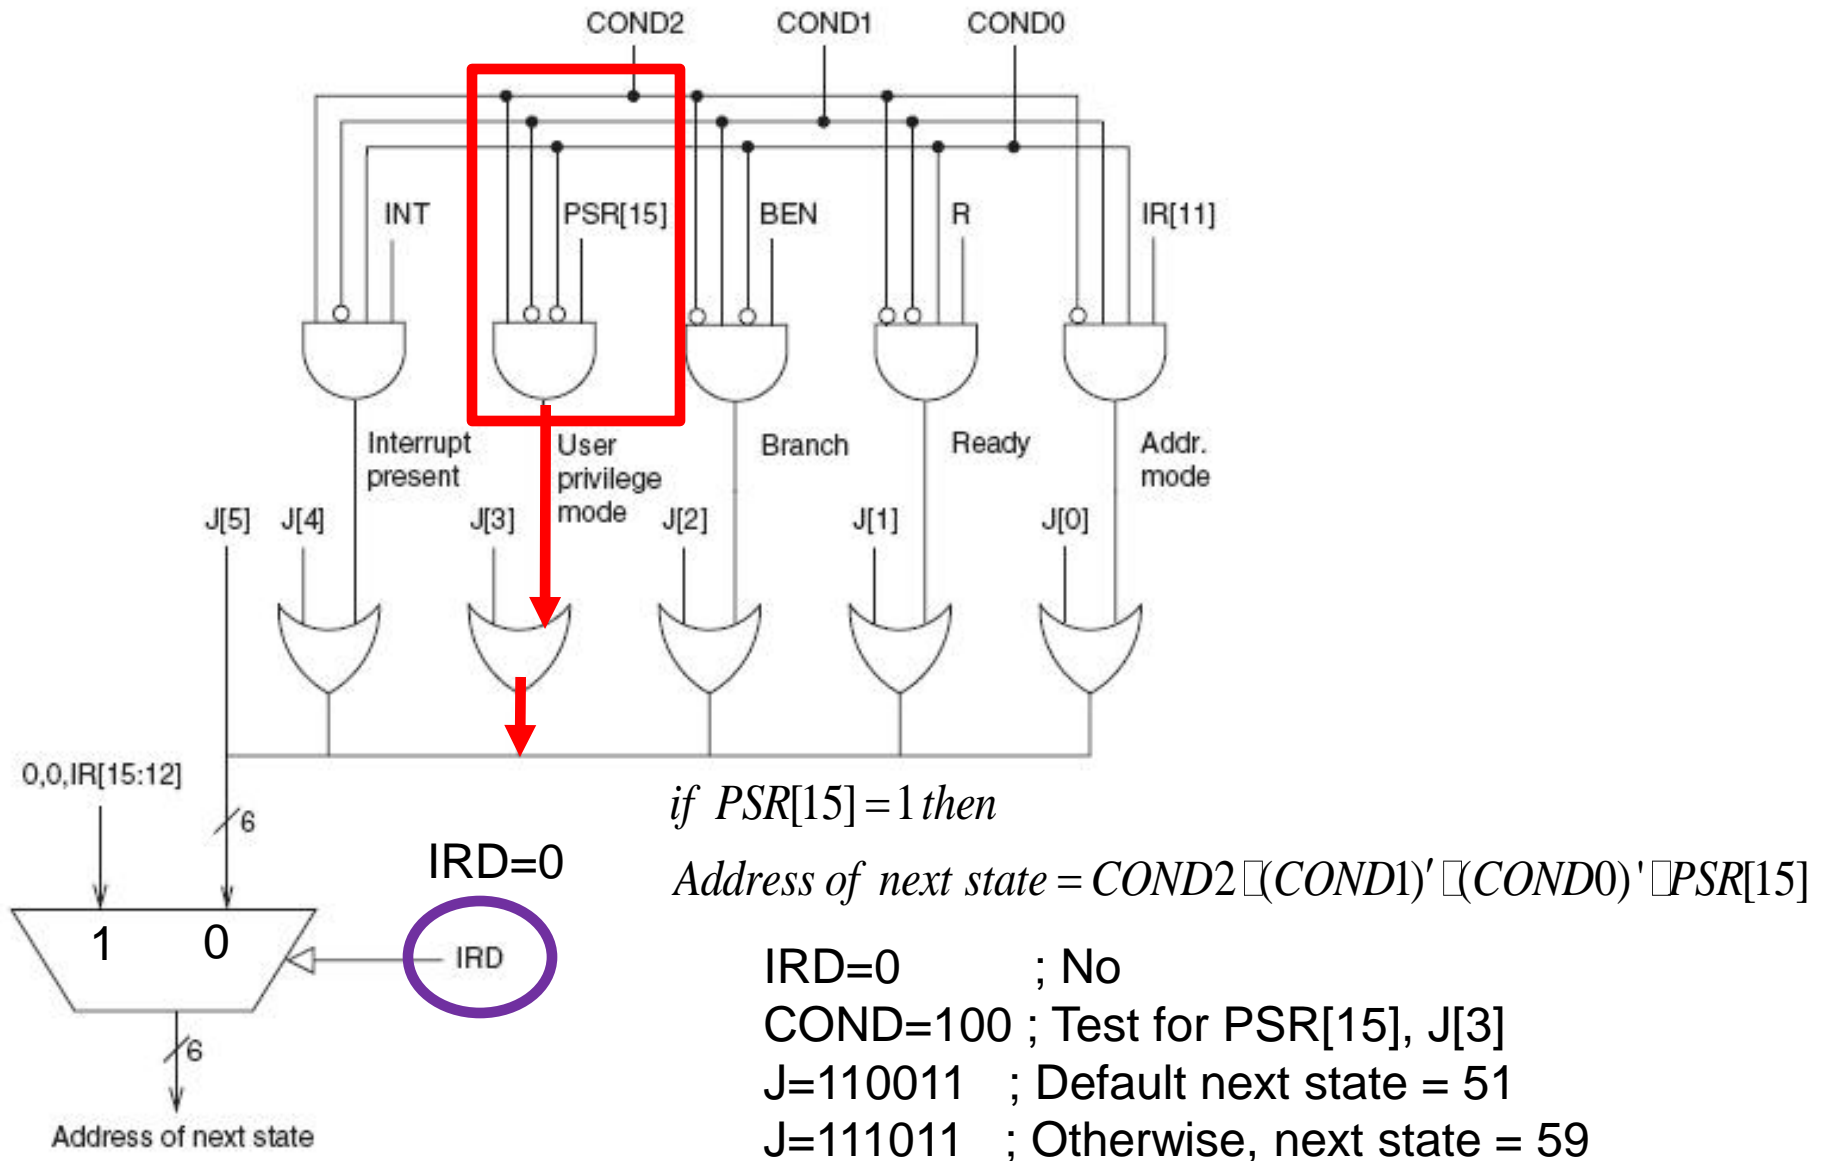 COND2 COND1 COND0
INT PSR[15] BEN R IR[11]
Interrupt present
User privilege mode
Branch
Ready
Addr. mode
J[5] J[4] J[3] J[2] J[1] J[0]
0,0,IR[15:12]
6
if PSR[15]=1 then
IRD=0
Address of next state = COND2 (COND1)' (COND0)' PSR[15]
1 0
IRD
IRD=0 ; No
COND=100 ; Test for PSR[15], J[3]
6
J=110011 ; Default next state = 51
Address of next state
J=111011 ; Otherwise, next state = 59